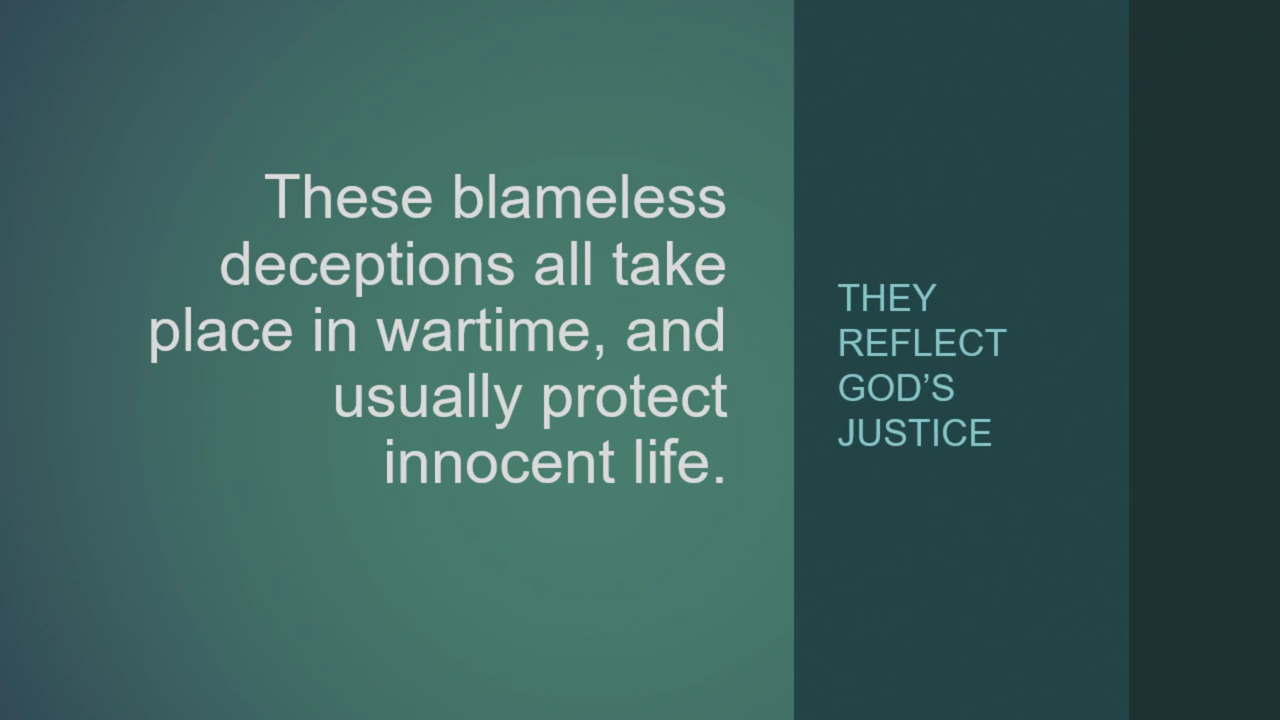 These blameless
deceptions all take
place in wartime, and
usually protect
innocent life.
THEY
REFLECT
GOD’S
JUSTICE